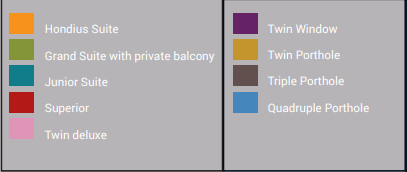 Hondius Suite
Grand Suite with private balcony
Junior Suite
Superior
Twin deluxe
Twin Window
Twin Porthole
Triple Porthole
Quadruple Porthole